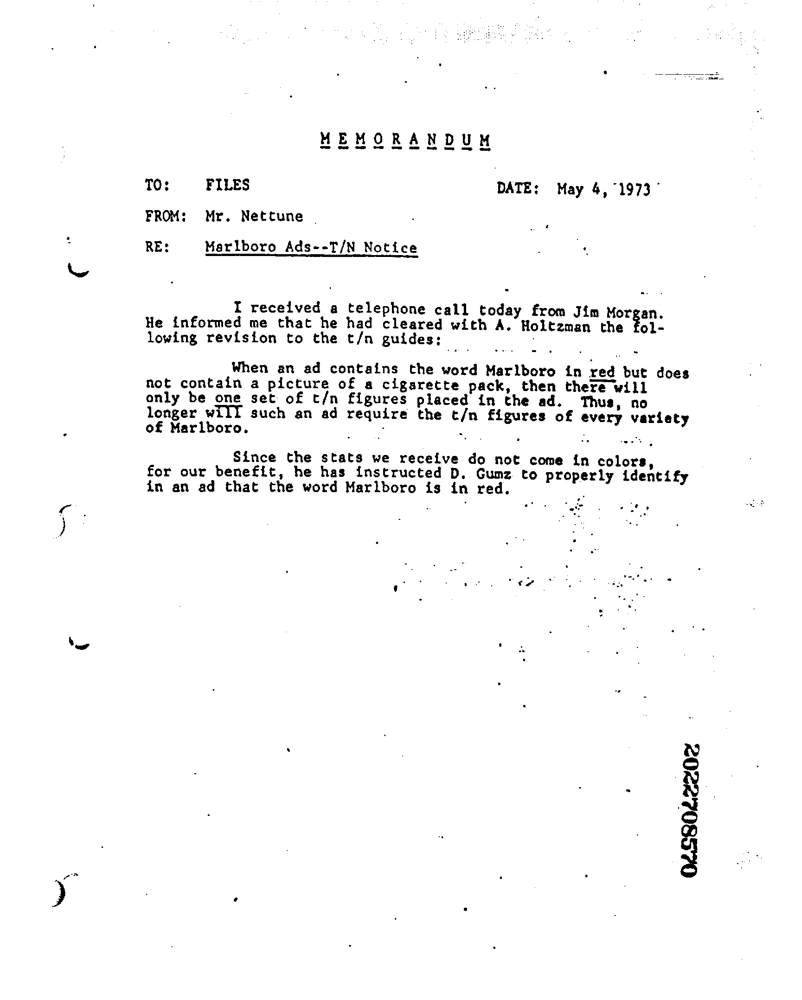 MEMORANDUM
TO: FILES DATE: May 4, 1973
FROM: Mr. Nettune
RE: Marlboro Ads--T/N Notice
I received a telephone call today from Jim Morgan.
He informed me that he had cleared with A. Holtzman the fol-
lowing revision to the t/n guides:
When an ad contains the word Marlboro in red but does
not contain a picture of a cigarette pack, then there will
only be one set of t/n figures placed in the ad. Thus, no
longer will such an ad require the t/n figures of every variety
of Marlboro.
Since the stats we receive do not come in colors,
for our benefit, he has instructed D. Gumz to properly identify
in an ad that the word Marlboro is in red.
2022708570